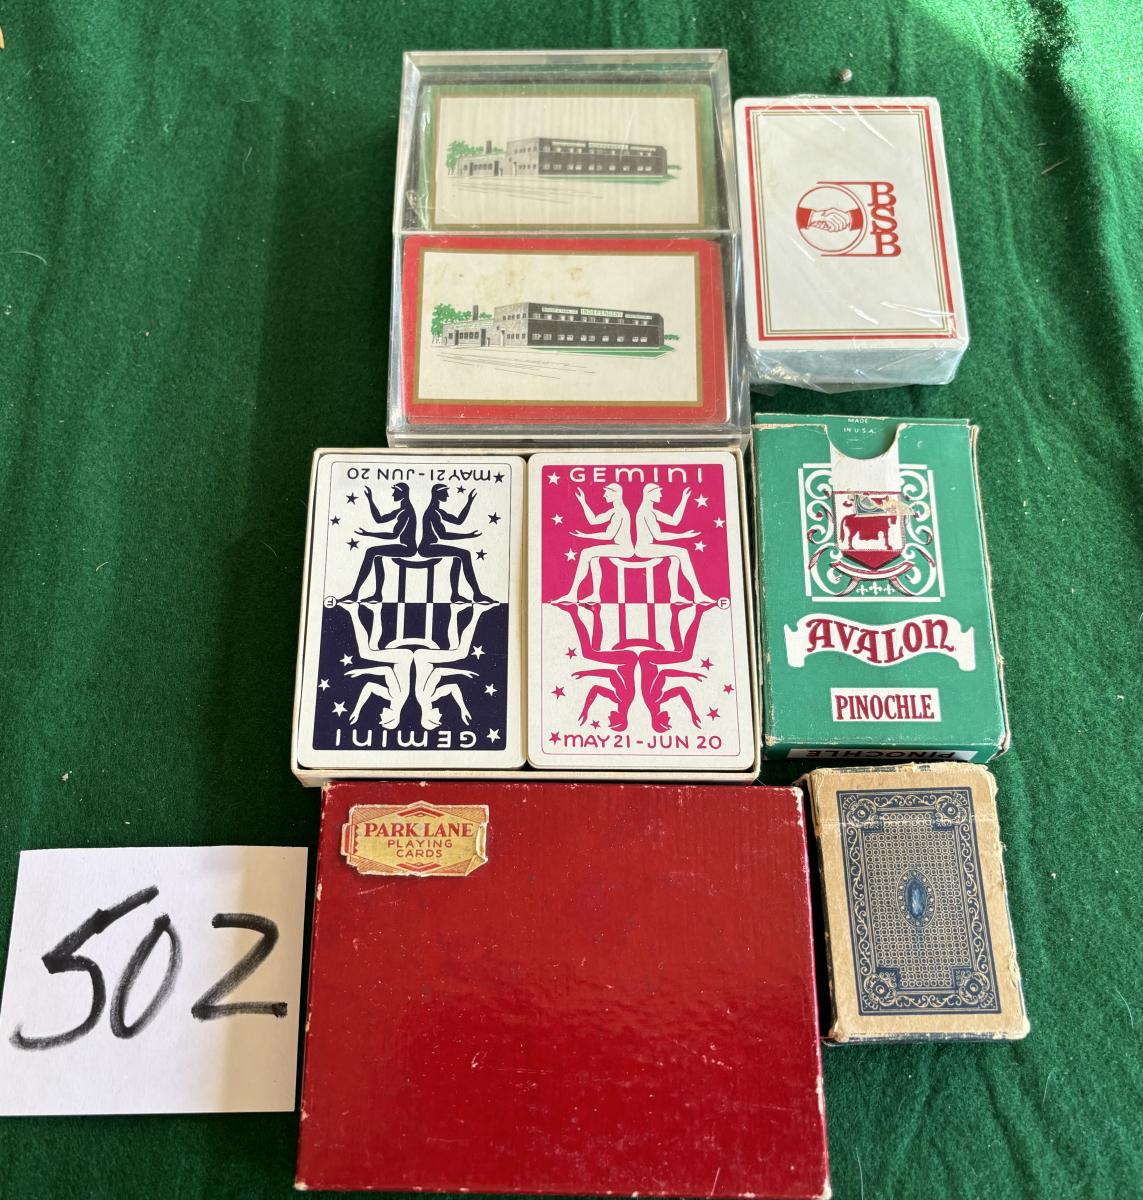 INDEPENDENT
BSB
MADE
IN U.S.A.
AVALON
PINOCHLE
PINOCHLE
MAY 21 - JUN 20
GEMINI
GEMINI
F
F
MAY 21 - JUN 20
PARK LANE
PLAYING
CARDS
502